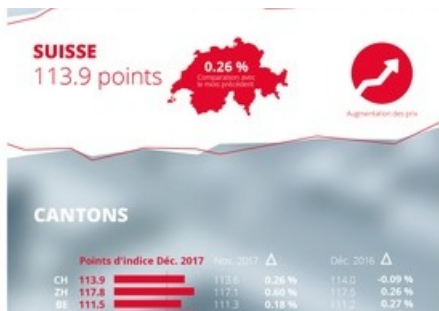 SUISSE
113.9 points
0.26 %
Comparaison avec
le mois précédent
Augmentation des prix
CANTONS
Points d'indice Déc. 2017 Nov. 2017 Δ Déc. 2016 Δ
CH 113.9 113.6 0.26 % 114.0 -0.09 %
ZH 117.8 117.1 0.60 % 117.5 0.26 %
BE 111.5 111.3 0.18 % 111.2 0.27 %